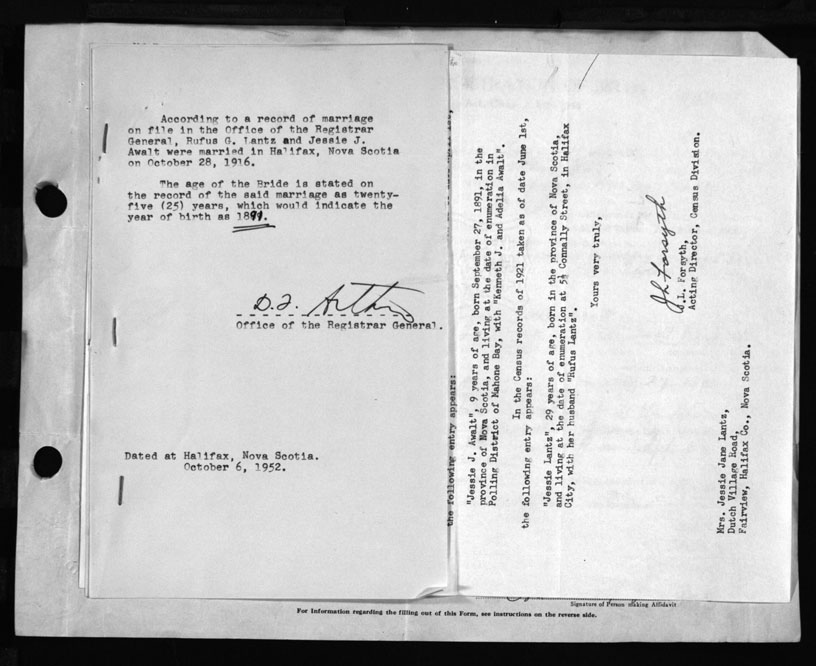 According to a record of marriage
on file in the Office of the Registrar
General, Rufus G. Lantz and Jessie J.
Awalt were married in Halifax, Nova Scotia
on October 28, 1916.
The age of the Bride is stated on
the record of the said marriage as twenty-
five (25) years, which would indicate the
year of birth as 1891.
Office of the Registrar General.
Dated at Halifax, Nova Scotia.
October 6, 1952.
the following entry appears:
"Jessie J. Awalt", 9 years of age, born September 27, 1891, in the
province of Nova Scotia, and living at the date of enumeration in
Polling District of Mahone Bay, with "Kenneth J. and Adelia Awalt".
In the Census records of 1921 taken as of date June 1st,
the following entry appears:
"Jessie Lantz", 29 years of age, born in the province of Nova Scotia,
and living at the date of enumeration at 5½ Connally Street, in Halifax
City, with her husband "Rufus Lantz".
Yours very truly,
J L Forsyth
J.L. Forsyth,
Acting Director, Census Division.
Mrs. Jessie Jane Lantz,
Dutch Village Road,
Fairview, Halifax Co., Nova Scotia.
Signature of Person making Affidavit
For Information regarding the filling out of this Form, see instructions on the reverse side.